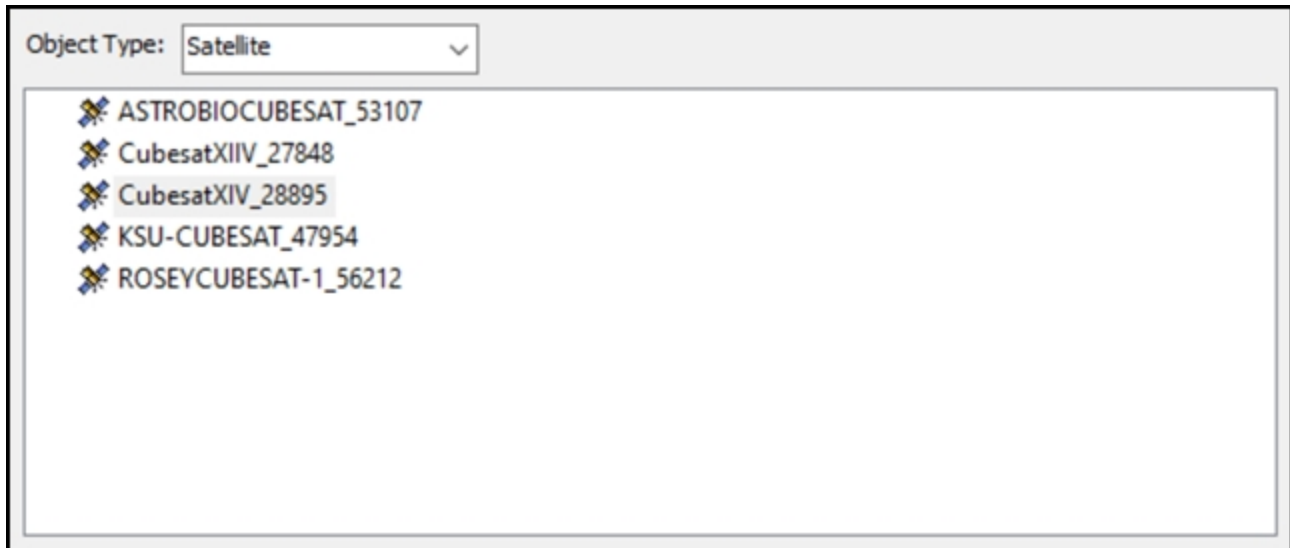 Object Type: Satellite
ASTROBIOCUBESAT_53107
CubesatXIIV_27848
CubesatXIV_28895
KSU-CUBESAT_47954
ROSEYCUBESAT-1_56212